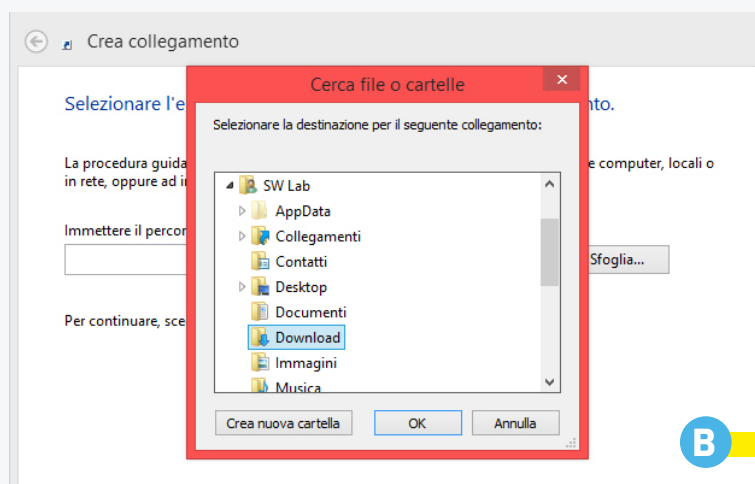 Crea collegamento
Cerca file o cartelle
Selezionare l'e
nto.
Selezionare la destinazione per il seguente collegamento:
La procedura guida
e computer, locali o
in rete, oppure ad i
SW Lab
AppData
Immettere il percor
Collegamenti
Contatti
Sfoglia...
Desktop
Documenti
Per continuare, sce
Download
Immagini
Musica
Crea nuova cartella
OK
Annulla
B